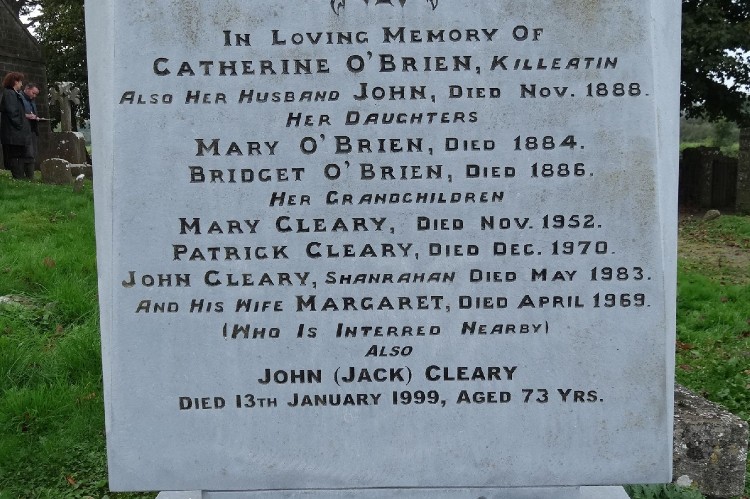 In Loving Memory Of
Catherine O'Brien, Killeatin
Also Her Husband John, Died Nov. 1888.
Her Daughters
Mary O'Brien, Died 1884.
Bridget O'Brien, Died 1886.
Her Grandchildren
Mary Cleary, Died Nov. 1952.
Patrick Cleary, Died Dec. 1970.
John Cleary, Shanrahan Died May 1983.
And His Wife Margaret, Died April 1969.
(Who Is Interred Nearby)
Also
John (Jack) Cleary
Died 13th January 1999, Aged 73 Yrs.